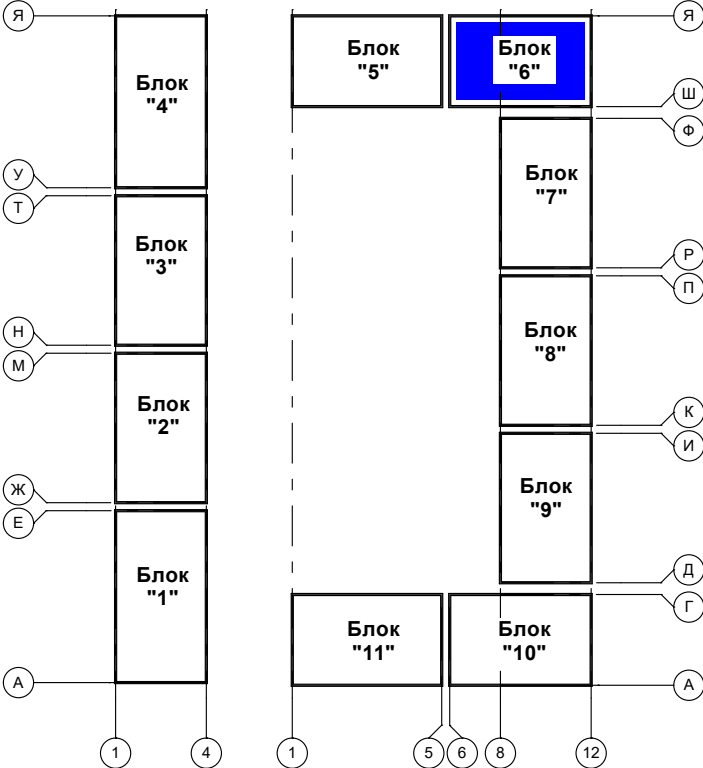 Я
Блок
"4"
Блок
"5"
Блок
"6"
Я
Ш
Ф
У
Т
Блок
"7"
Блок
"3"
Р
П
Н
М
Блок
"8"
Блок
"2"
К
И
Ж
Е
Блок
"9"
Блок
"1"
Д
Г
Блок
"11"
Блок
"10"
А
А
1
4
1
5
6
8
12